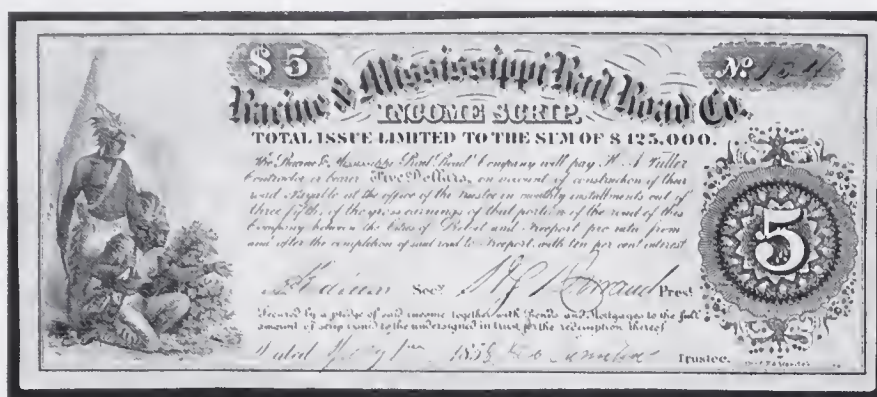 $ 5
No.
Racine & Mississippi Rail Road Co.
INCOME SCRIP.
TOTAL ISSUE LIMITED TO THE SUM OF $125,000.
The Racine & Mississippi Rail Road Company will pay H. A. Fuller
Contractor or bearer Five Dollars, on account of construction of their
road. Payable at the office of the Trustee in monthly installments out of
three fifths of the gross earnings of that portion of the road of this
Company between the Cities of Beloit and Freeport pro rata from
and after the completion of said road to Freeport, with ten per cent interest
5
Secy. Prest.
Secured by a pledge of said income together with Bonds and Mortgages to the full
amount of scrip issued to the undersigned in trust for the redemption thereof
Dated 1858 Trustee.